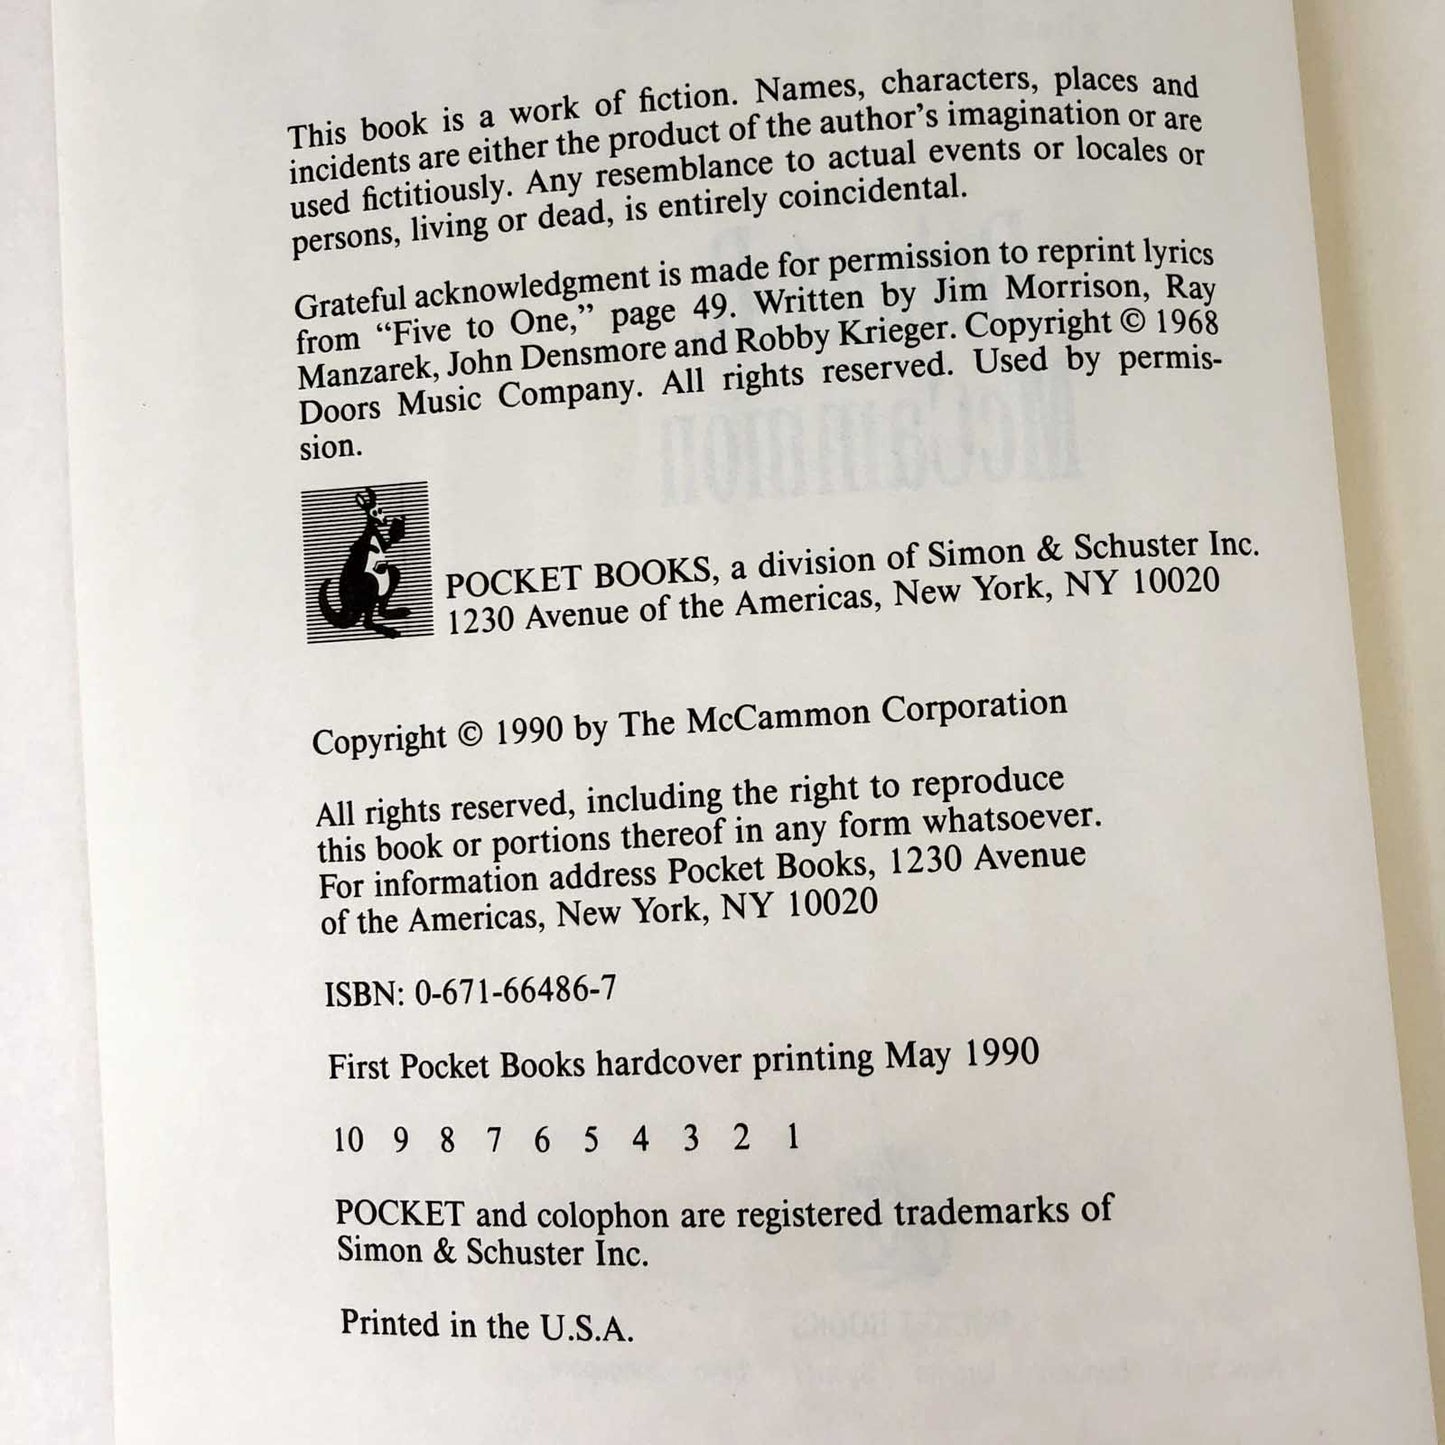 This book is a work of fiction. Names, characters, places and
incidents are either the product of the author's imagination or are
used fictitiously. Any resemblance to actual events or locales or
persons, living or dead, is entirely coincidental.
Grateful acknowledgment is made for permission to reprint lyrics
from “Five to One,” page 49. Written by Jim Morrison, Ray
Manzarek, John Densmore and Robby Krieger. Copyright © 1968
Doors Music Company. All rights reserved. Used by permis-
sion.
POCKET BOOKS, a division of Simon & Schuster Inc.
1230 Avenue of the Americas, New York, NY 10020
Copyright © 1990 by The McCammon Corporation
All rights reserved, including the right to reproduce
this book or portions thereof in any form whatsoever.
For information address Pocket Books, 1230 Avenue
of the Americas, New York, NY 10020
ISBN: 0-671-66486-7
First Pocket Books hardcover printing May 1990
10 9 8 7 6 5 4 3 2 1
POCKET and colophon are registered trademarks of
Simon & Schuster Inc.
Printed in the U.S.A.